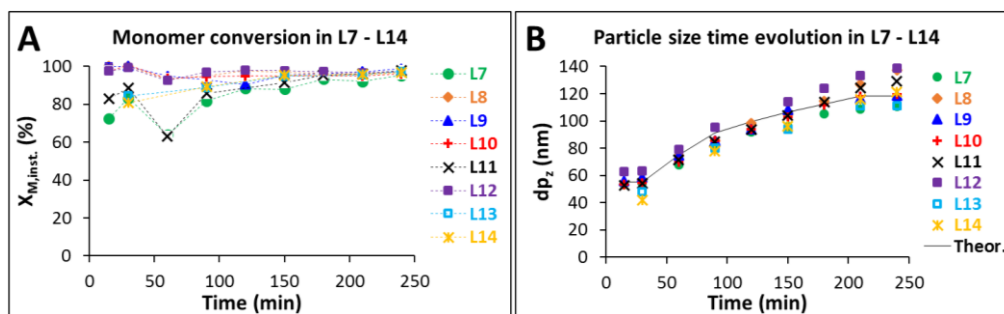 A
Monomer conversion in L7 - L14
X_M,inst. (%)
100
80
60
40
20
0
0
50
100
150
200
250
Time (min)
L7
L8
L9
L10
L11
L12
L13
L14
B
Particle size time evolution in L7 - L14
dp_z (nm)
140
120
100
80
60
40
20
0
0
50
100
150
200
250
Time (min)
L7
L8
L9
L10
L11
L12
L13
L14
Theor.